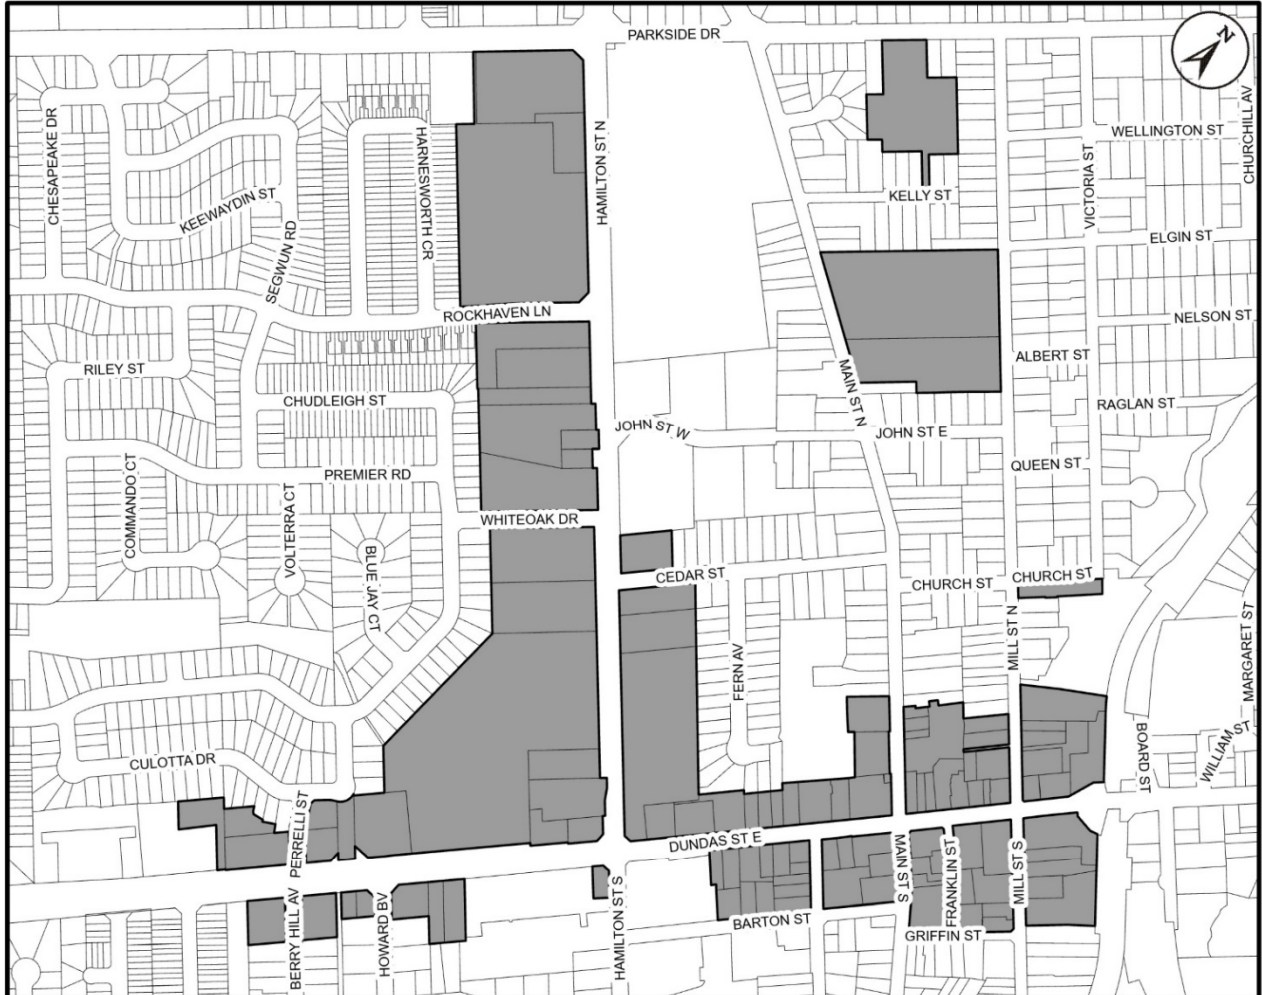 PARKSIDE DR
N
CHESAPEAKE DR
HARNESWORTH CR
HAMILTON ST N
WELLINGTON ST
CHURCHILL AV
VICTORIA ST
KEEWAYDIN ST
KELLY ST
SEGWUN RD
ELGIN ST
ROCKHAVEN LN
NELSON ST
RILEY ST
ALBERT ST
MAIN ST N
CHUDLEIGH ST
RAGLAN ST
JOHN ST W
JOHN ST E
PREMIER RD
QUEEN ST
COMMANDO CT
VOLTERRA CT
WHITEOAK DR
BLUE JAY CT
CEDAR ST
CHURCH ST
CHURCH ST
MILL ST N
MARGARET ST
FERN AV
CULOTTA DR
BOARD ST
WILLIAM ST
PERRELLI ST
DUNDAS ST E
MAIN ST S
FRANKLIN ST
MILL ST S
BERRY HILL AV
HOWARD BV
HAMILTON ST S
BARTON ST
GRIFFIN ST